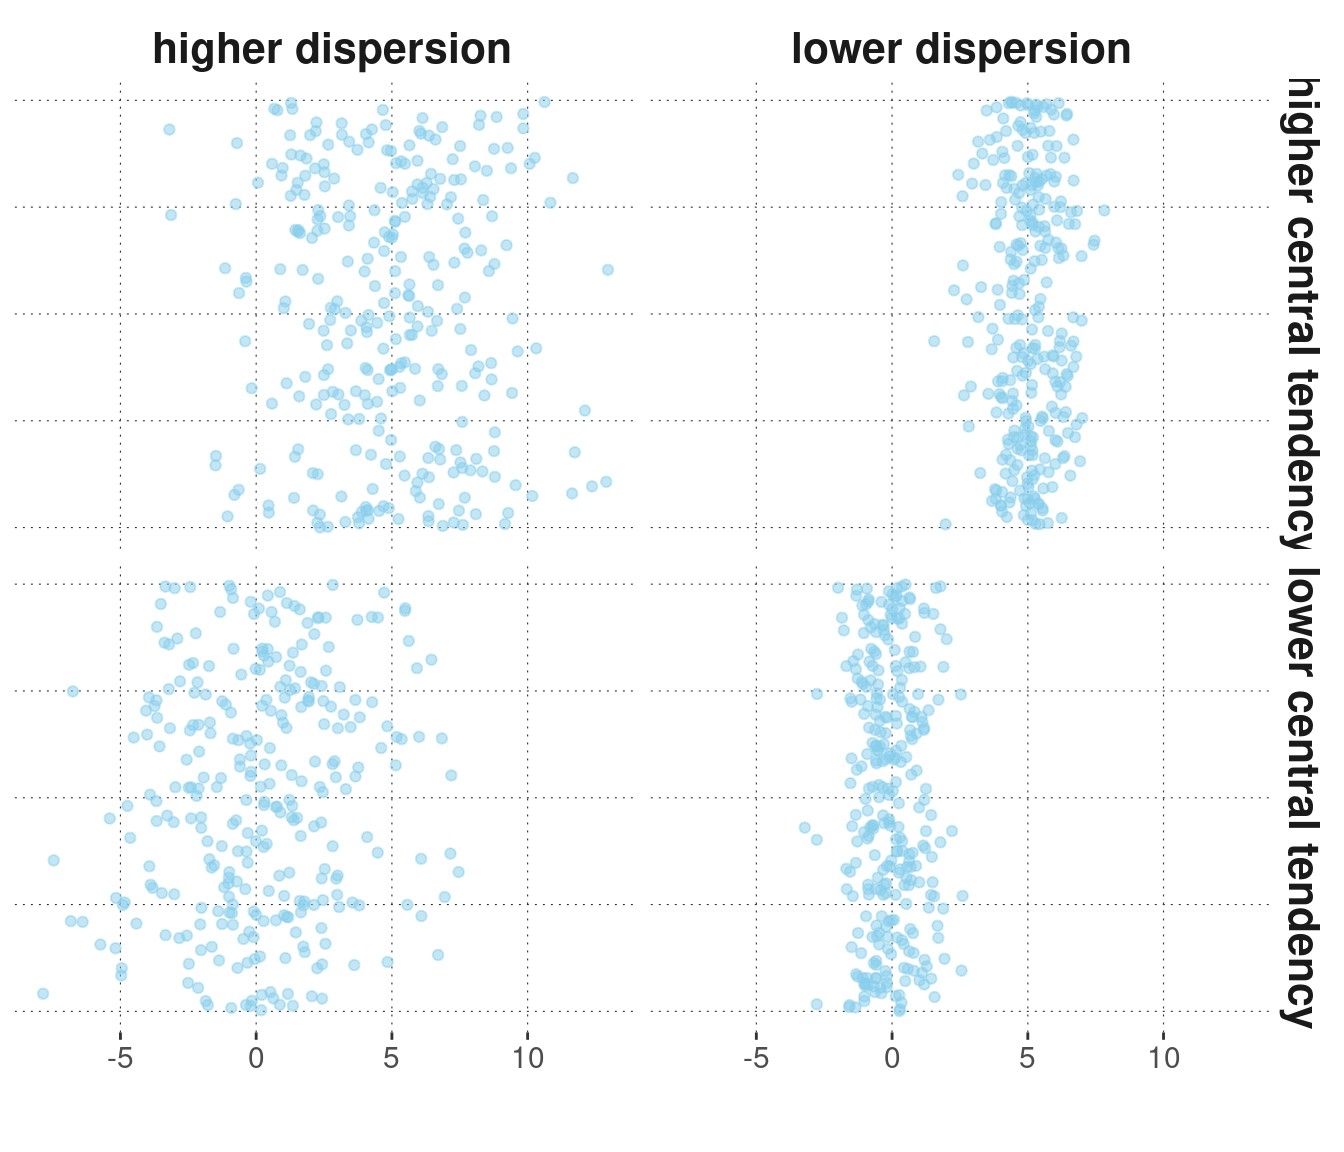 higher dispersion
lower dispersion
higher central tendency
lower central tendency
-5 0 5 10
-5 0 5 10